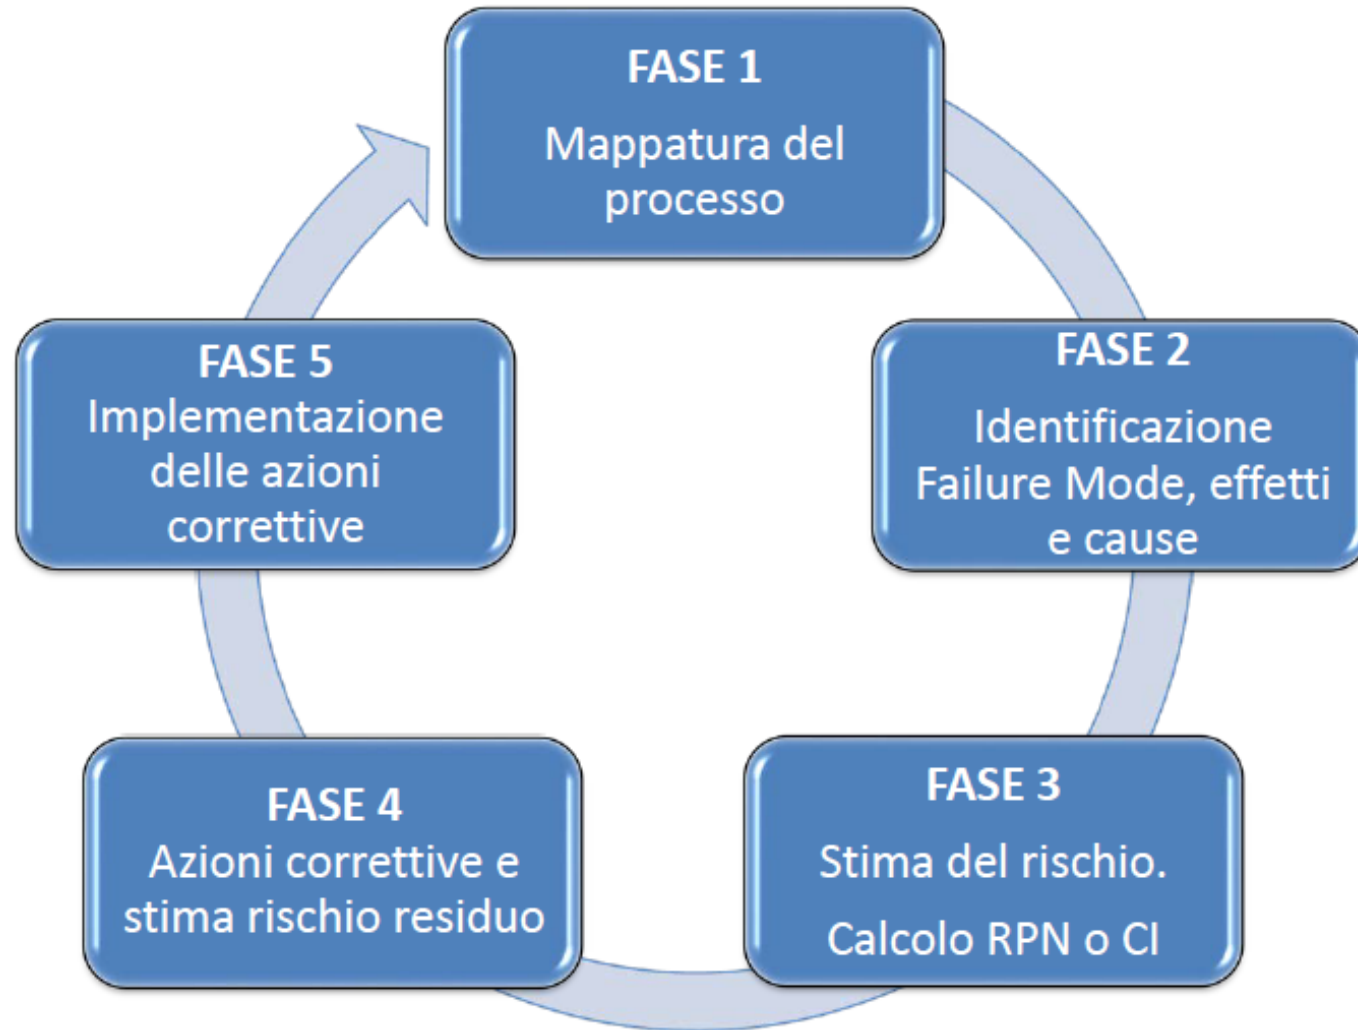 FASE 1
Mappatura del
processo
FASE 2
Identificazione
Failure Mode, effetti
e cause
FASE 3
Stima del rischio.
Calcolo RPN o CI
FASE 4
Azioni correttive e
stima rischio residuo
FASE 5
Implementazione
delle azioni
correttive